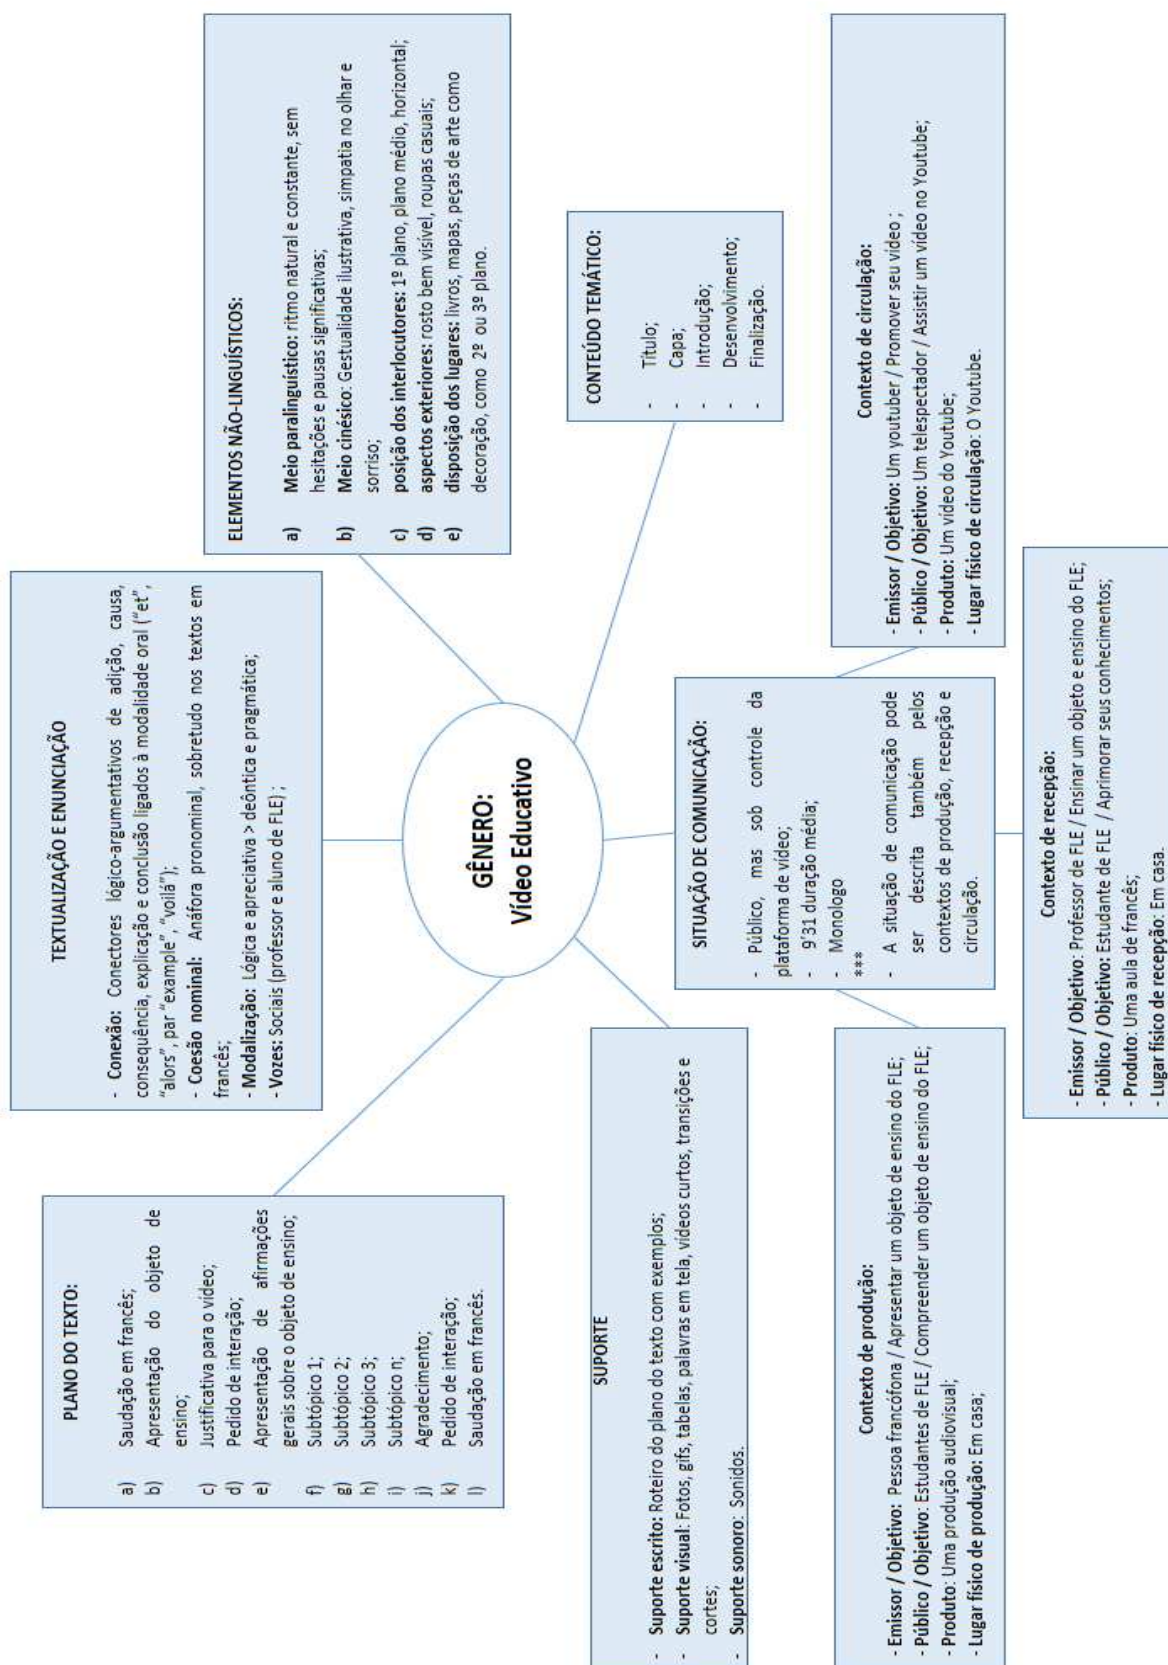 PLANO DO TEXTO:
a) Saudação em francês;
b) Apresentação do objeto de
ensino;
c) Justificativa para o vídeo;
d) Pedido de interação;
e) Apresentação de afirmações
gerais sobre o objeto de ensino;
f) Subtópico 1;
g) Subtópico 2;
h) Subtópico 3;
i) Subtópico n;
j) Agradecimento;
k) Pedido de interação;
l) Saudação em francês.
TEXTUALIZAÇÃO E ENUNCIAÇÃO
- Conexão: Conectores lógico-argumentativos de adição, causa,
consequência, explicação e conclusão ligados à modalidade oral (“et”,
“alors”, par “example”, “voilá”);
- Coesão nominal: Anáfora pronominal, sobretudo nos textos em
francês;
- Modalização: Lógica e apreciativa > deôntica e pragmática;
- Vozes: Sociais (professor e aluno de FLE) ;
ELEMENTOS NÃO-LINGUÍSTICOS:
a) Meio paralinguístico: ritmo natural e constante, sem
hesitações e pausas significativas;
b) Meio cinésico: Gestualidade ilustrativa, simpatia no olhar e
sorriso;
c) posição dos interlocutores: 1º plano, plano médio, horizontal;
d) aspectos exteriores: rosto bem visível, roupas casuais;
e) disposição dos lugares: livros, mapas, peças de arte como
decoração, como 2º ou 3º plano.
GÊNERO:
Vídeo Educativo
CONTEÚDO TEMÁTICO:
- Título;
- Capa;
- Introdução;
- Desenvolvimento;
- Finalização.
SUPORTE
- Suporte escrito: Roteiro do plano do texto com exemplos;
- Suporte visual: Fotos, gifs, tabelas, palavras em tela, vídeos curtos, transições e
cortes;
- Suporte sonoro: Sonidos.
SITUAÇÃO DE COMUNICAÇÃO:
- Público, mas sob controle da
plataforma de vídeo;
- 9’31 duração média;
- Monologo
***
- A situação de comunicação pode
ser descrita também pelos
contextos de produção, recepção e
circulação.
Contexto de produção:
- Emissor / Objetivo: Pessoa francófona / Apresentar um objeto de ensino do FLE;
- Público / Objetivo: Estudantes de FLE / Compreender um objeto de ensino do FLE;
- Produto: Uma produção audiovisual;
- Lugar físico de produção: Em casa;
Contexto de recepção:
- Emissor / Objetivo: Professor de FLE / Ensinar um objeto e ensino do FLE;
- Público / Objetivo: Estudante de FLE / Aprimorar seus conhecimentos;
- Produto: Uma aula de francês;
- Lugar físico de recepção: Em casa.
Contexto de circulação:
- Emissor / Objetivo: Um youtuber / Promover seu vídeo ;
- Público / Objetivo: Um telespectador / Assistir um vídeo no Youtube;
- Produto: Um vídeo do Youtube;
- Lugar físico de circulação: O Youtube.